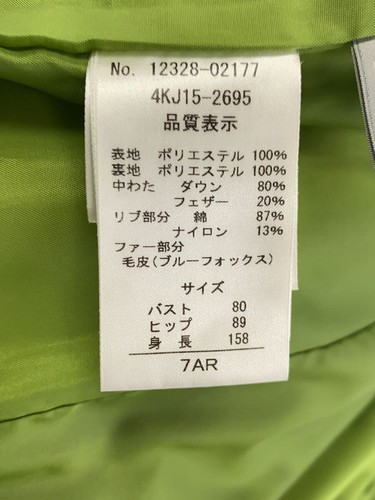 No. 12328-02177
4KJ15-2695
品質表示
表地 ポリエステル 100%
裏地 ポリエステル 100%
中わた ダウン 80%
フェザー 20%
リブ部分 綿 87%
ナイロン 13%
ファー部分
毛皮(ブルーフォックス)
サイズ
バスト 80
ヒップ 89
身長 158
7AR